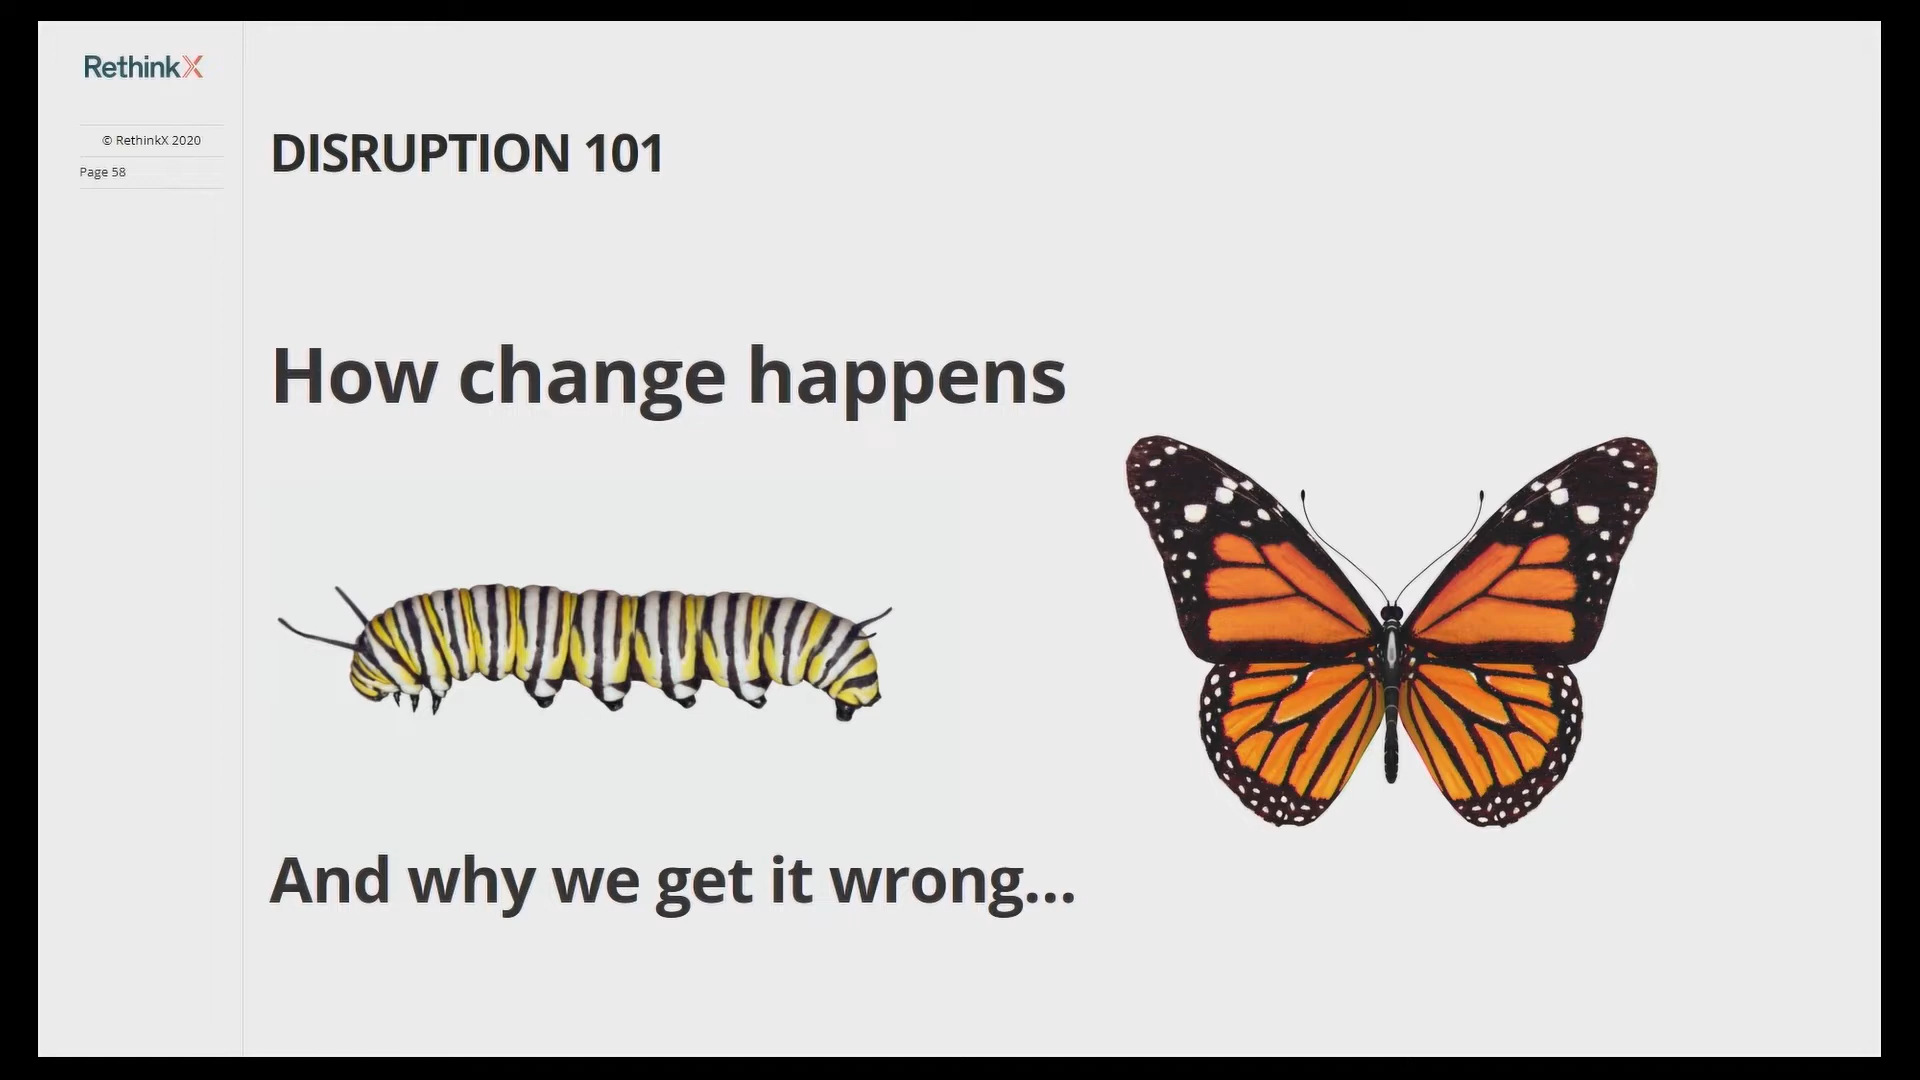 RethinkX
© RethinkX 2020
Page 58
DISRUPTION 101
How change happens
And why we get it wrong...